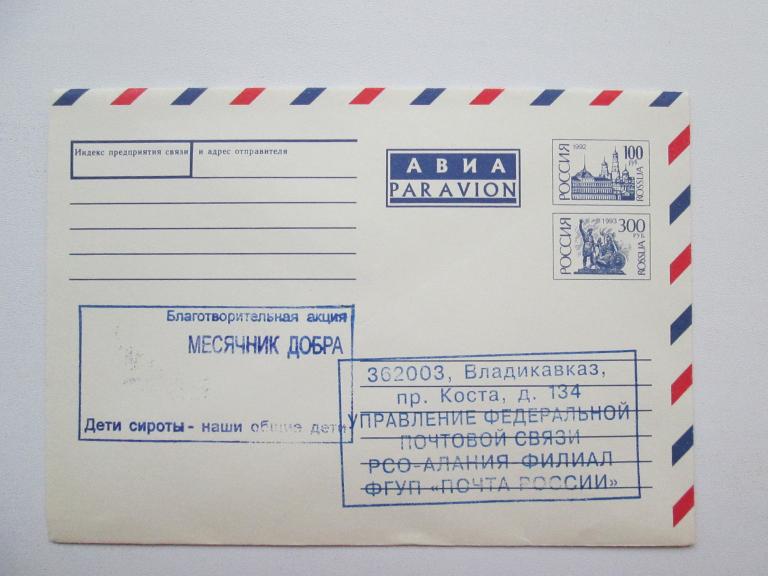 Индекс предприятия связи и адрес отправителя
АВИА
PAR AVION
РОССИЯ 1992 100 РУБ ROSSIJA
РОССИЯ 1993 300 РУБ ROSSIJA
Благотворительная акция
МЕСЯЧНИК ДОБРА
Дети сироты - наши общие дети
362003, Владикавказ,
пр. Коста, д. 134
УПРАВЛЕНИЕ ФЕДЕРАЛЬНОЙ
ПОЧТОВОЙ СВЯЗИ
РСО-АЛАНИЯ-ФИЛИАЛ
ФГУП «ПОЧТА РОССИИ»